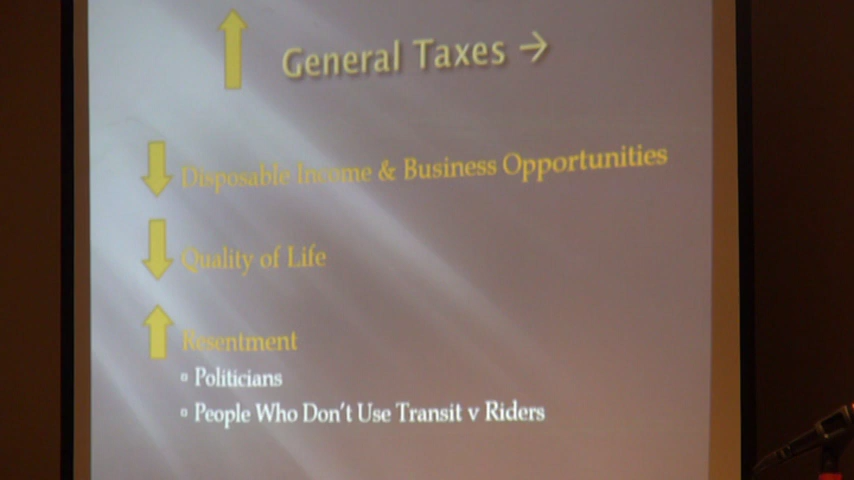 General Taxes →
Disposable Income & Business Opportunities
Quality of Life
Resentment
▫ Politicians
▫ People Who Don't Use Transit v Riders